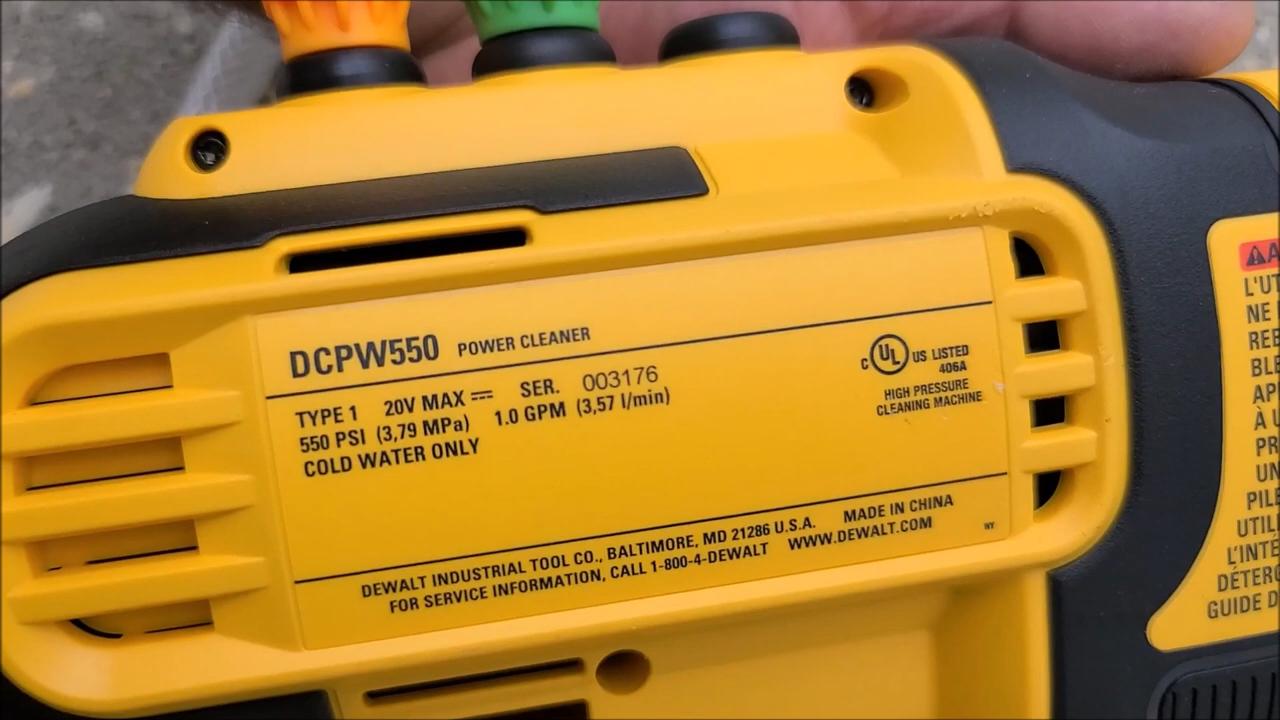 DCPW550 POWER CLEANER
TYPE 1 20V MAX ⎓ SER. 003176
550 PSI (3,79 MPa) 1.0 GPM (3,57 l/min)
COLD WATER ONLY
C UL US LISTED
406A
HIGH PRESSURE
CLEANING MACHINE
DEWALT INDUSTRIAL TOOL CO., BALTIMORE, MD 21286 U.S.A. MADE IN CHINA
FOR SERVICE INFORMATION, CALL 1-800-4-DEWALT WWW.DEWALT.COM
L'UT
NE
REB
BLE
AP
À U
PR
UN
PILE
UTIL
L'INTÉ
DÉTERG
GUIDE D